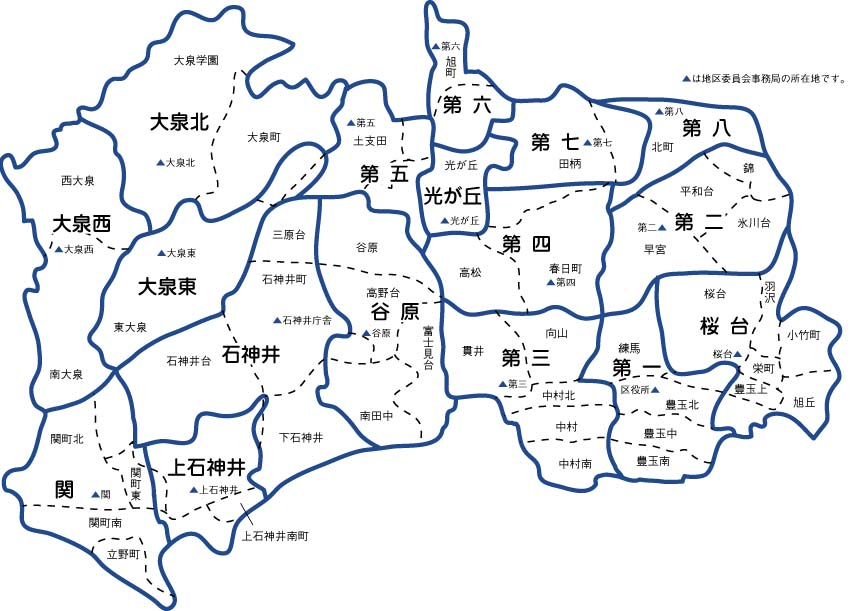 ▲は地区委員会事務局の所在地です。
大泉学園
大泉北
▲大泉北
大泉町
西大泉
大泉西
▲大泉西
南大泉
▲大泉東
大泉東
東大泉
▲第五
土支田
第 五
▲第六
旭町
第 六
光が丘
光が丘
▲光が丘
第 七
▲第七
田柄
▲第八
第 八
北町
平和台
錦
第二▲
第 二
氷川台
早宮
第 四
高松
春日町
▲第四
三原台
石神井町
▲石神井庁舎
石神井
石神井台
下石神井
谷原
高野台
谷 原
▲谷原
富士見台
南田中
貫井
向山
第 三
▲第三
中村北
中村
中村南
練馬
第 一
区役所▲
豊玉北
豊玉中
豊玉南
桜台
羽沢
桜 台
桜台▲
小竹町
栄町
豊玉上
旭丘
関町北
関
▲関
関町東
関町南
立野町
上石神井
▲上石神井
上石神井南町